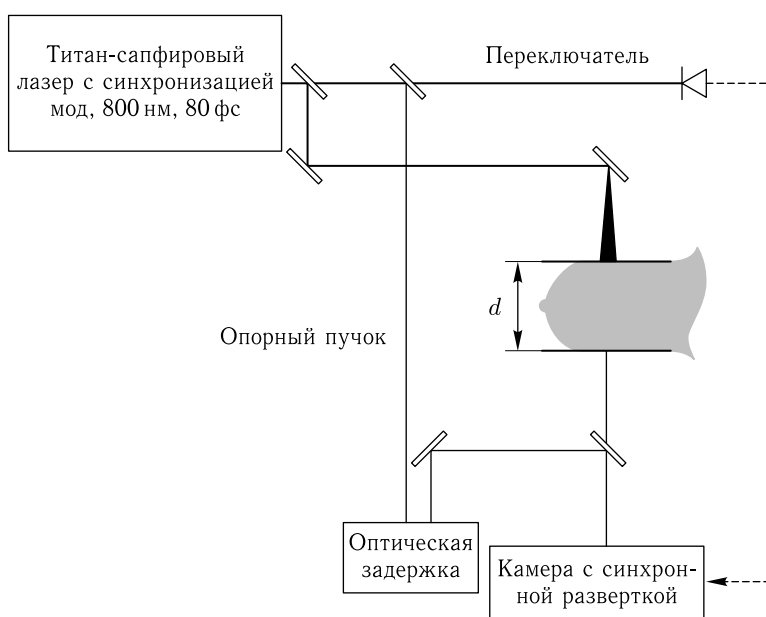 Титан-сапфировый
лазер с синхронизацией
мод, 800 нм, 80 фс
Переключатель
d
Опорный пучок
Оптическая
задержка
Камера с синхрон-
ной разверткой